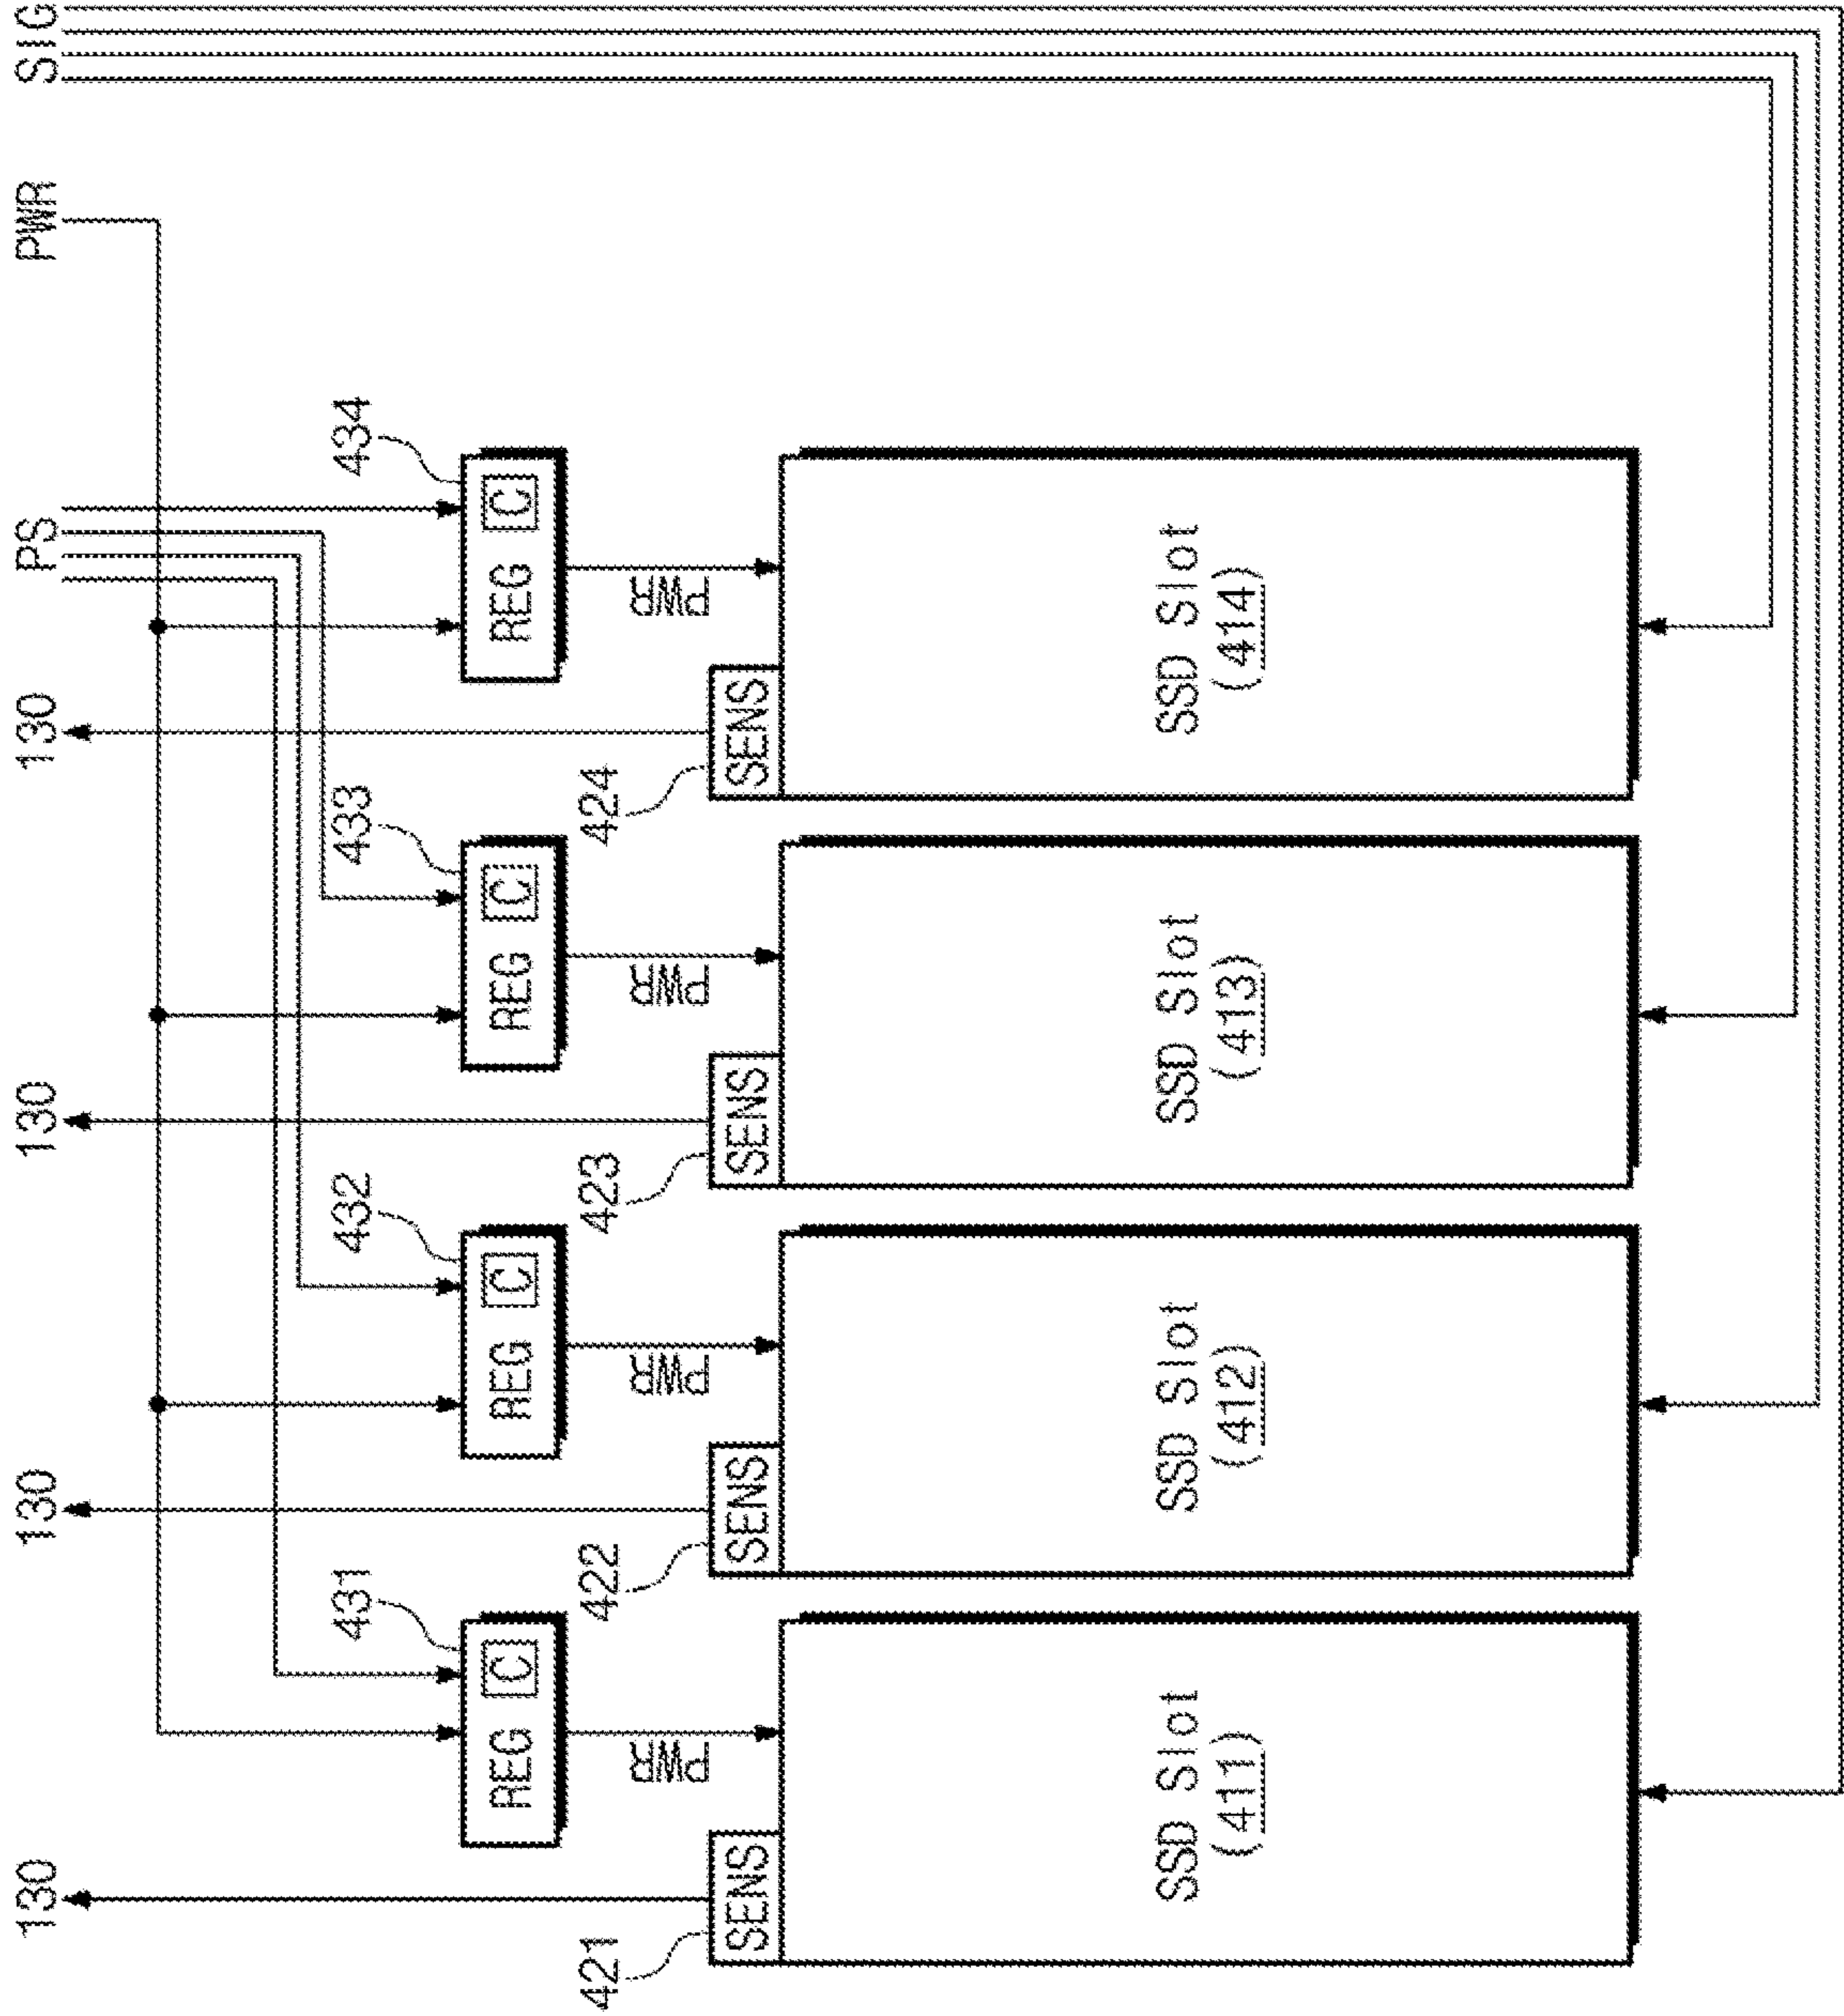 130
130
130
130
PS
PWR
SIG
431
432
433
434
REG C
REG C
REG C
REG C
421
422
423
424
PWR
PWR
PWR
PWR
SENS
SENS
SENS
SENS
SSD Slot
(411)
SSD Slot
(412)
SSD Slot
(413)
SSD Slot
(414)